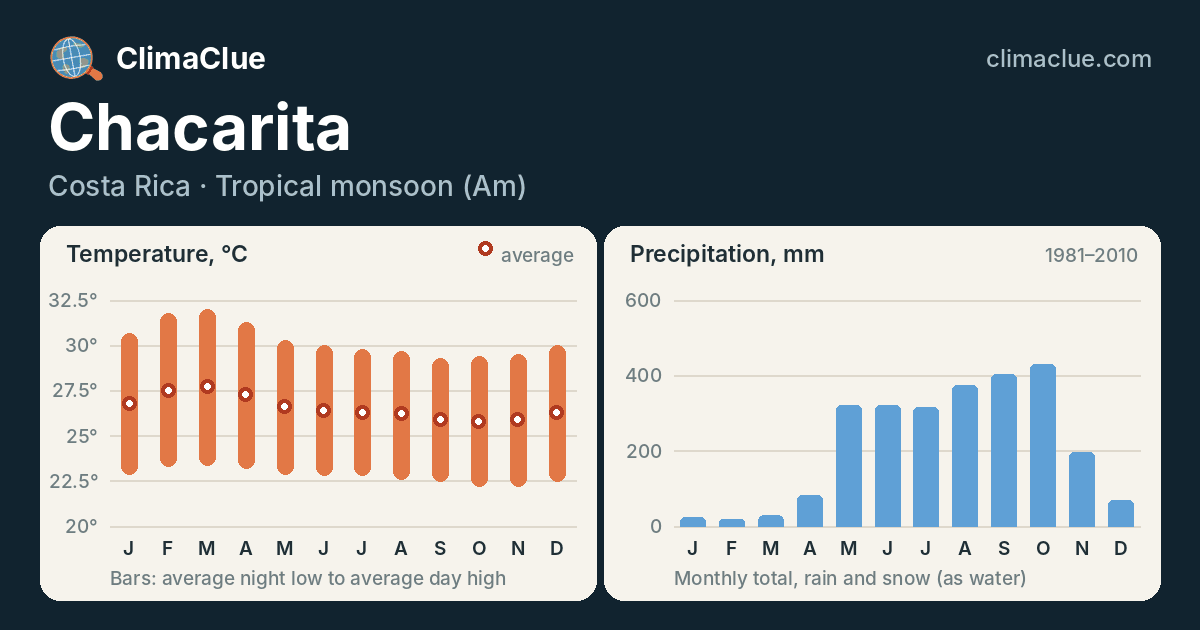 ClimaClue
climaclue.com
Chacarita
Costa Rica · Tropical monsoon (Am)
Temperature, °C
average
32.5°
30°
27.5°
25°
22.5°
20°
J F M A M J J A S O N D
Bars: average night low to average day high
Precipitation, mm
1981–2010
600
400
200
0
J F M A M J J A S O N D
Monthly total, rain and snow (as water)